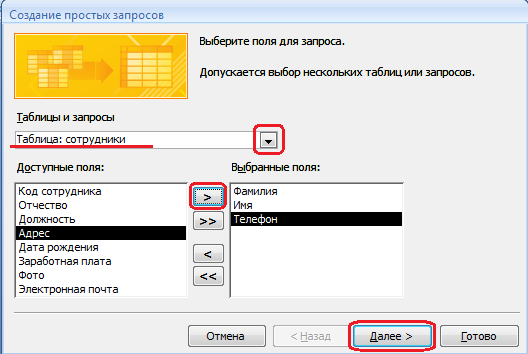 Создание простых запросов
Выберите поля для запроса.
Допускается выбор нескольких таблиц или запросов.
Таблицы и запросы
Таблица: сотрудники
Доступные поля:
Код сотрудника
Отчество
Должность
Адрес
Дата рождения
Заработная плата
Фото
Электронная почта
>
>>
<
<<
Выбранные поля:
Фамилия
Имя
Телефон
Отмена
< Назад
Далее >
Готово